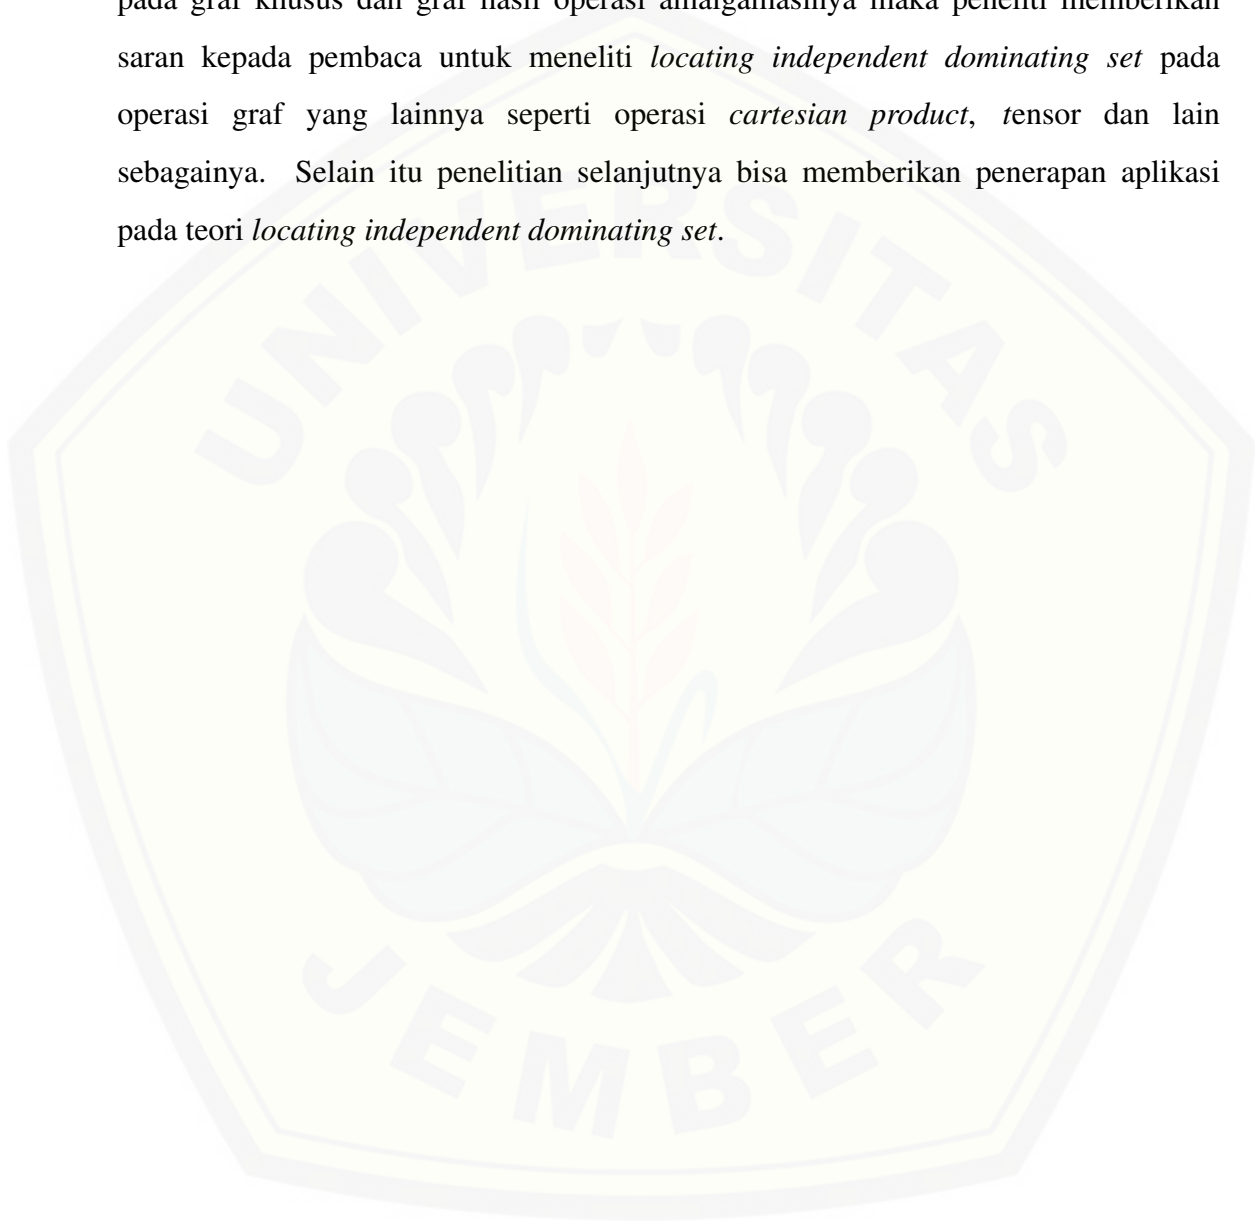 pada graf khusus dan graf hasil operasi amalgamasinya maka peneliti memberikan
saran kepada pembaca untuk meneliti locating independent dominating set pada
operasi graf yang lainnya seperti operasi cartesian product, tensor dan lain
sebagainya. Selain itu penelitian selanjutnya bisa memberikan penerapan aplikasi
pada teori locating independent dominating set.
UNIVERSITAS
JEMBER